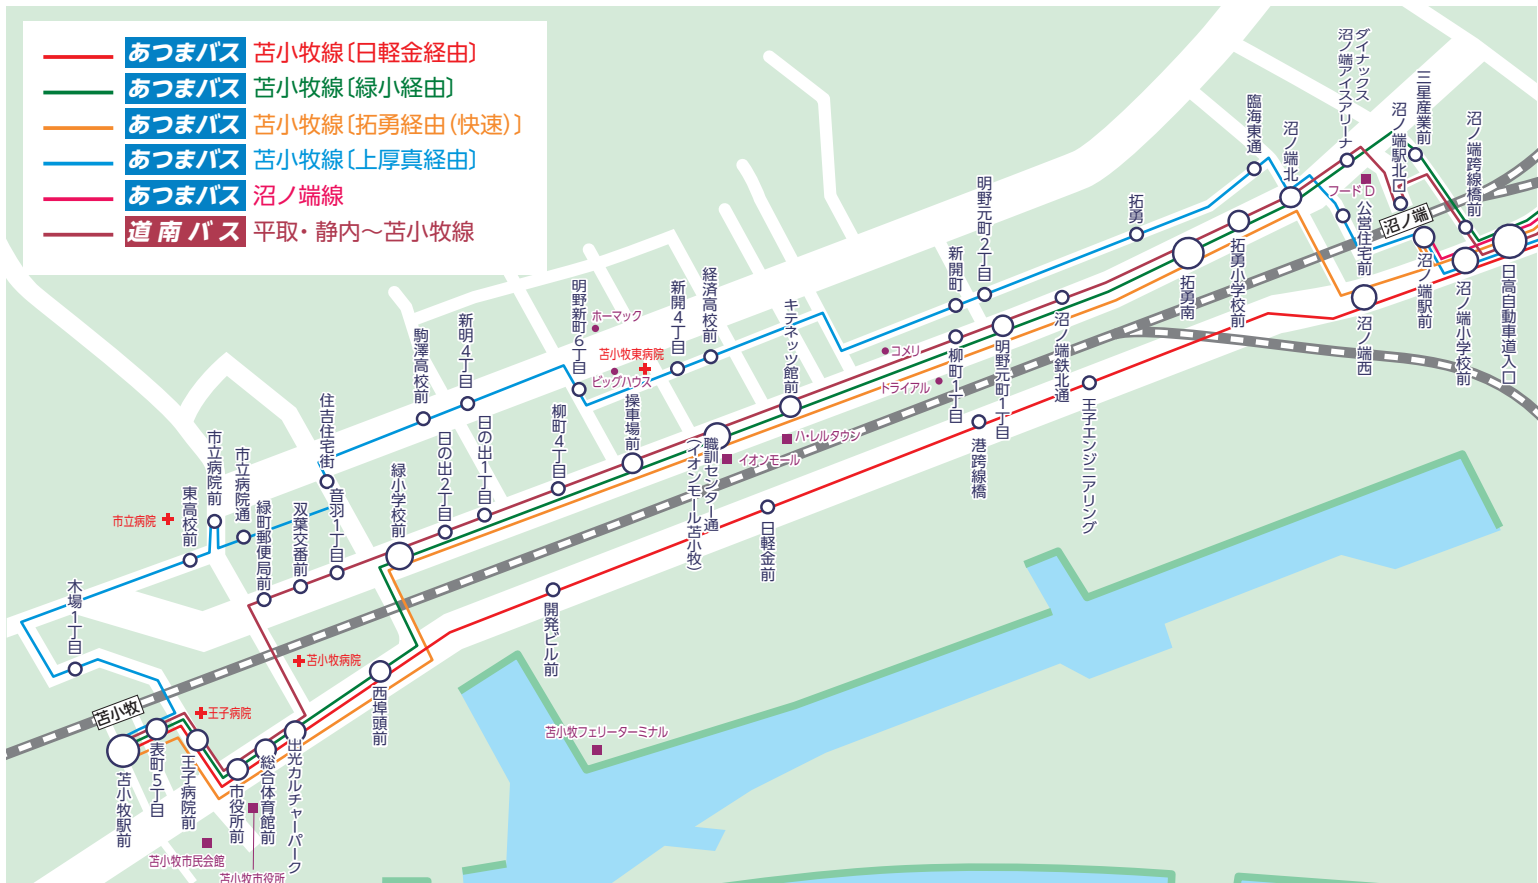 あつまバス 苫小牧線〔日軽金経由〕
あつまバス 苫小牧線〔緑小経由〕
あつまバス 苫小牧線〔拓勇経由(快速)〕
あつまバス 苫小牧線〔上厚真経由〕
あつまバス 沼ノ端線
道南バス 平取・静内～苫小牧線
ダイナックス
沼ノ端アイスアリーナ
三星産業前
沼ノ端駅北口
沼ノ端跨線橋前
臨海東通
沼ノ端北
フードD
公営住宅前
沼ノ端
沼ノ端駅前
沼ノ端小学校前
日高自動車道入口
沼ノ端西
拓勇
拓勇南
拓勇小学校前
明野元町2丁目
新開町
沼ノ端鉄北通
明野元町1丁目
柳町1丁目
コメリ
トライアル
王子エンジニアリング
港跨線橋
キテネッツ館前
経済高校前
新開4丁目
明野新町6丁目
ホーマック
苫小牧東病院
ビッグハウス
操車場前
ハ・レルタウン
イオンモール
職訓センター通
(イオンモール苫小牧)
日軽金前
柳町4丁目
新明4丁目
駒澤高校前
日の出1丁目
日の出2丁目
緑小学校前
住吉住宅街
音羽1丁目
双葉交番前
緑町郵便局前
市立病院通
市立病院前
市立病院
東高校前
木場1丁目
開発ビル前
苫小牧病院
西埠頭前
王子病院
苫小牧
苫小牧駅前
表町5丁目
王子病院前
市役所前
総合体育館前
出光カルチャーパーク
苫小牧市民会館
苫小牧市役所
苫小牧フェリーターミナル